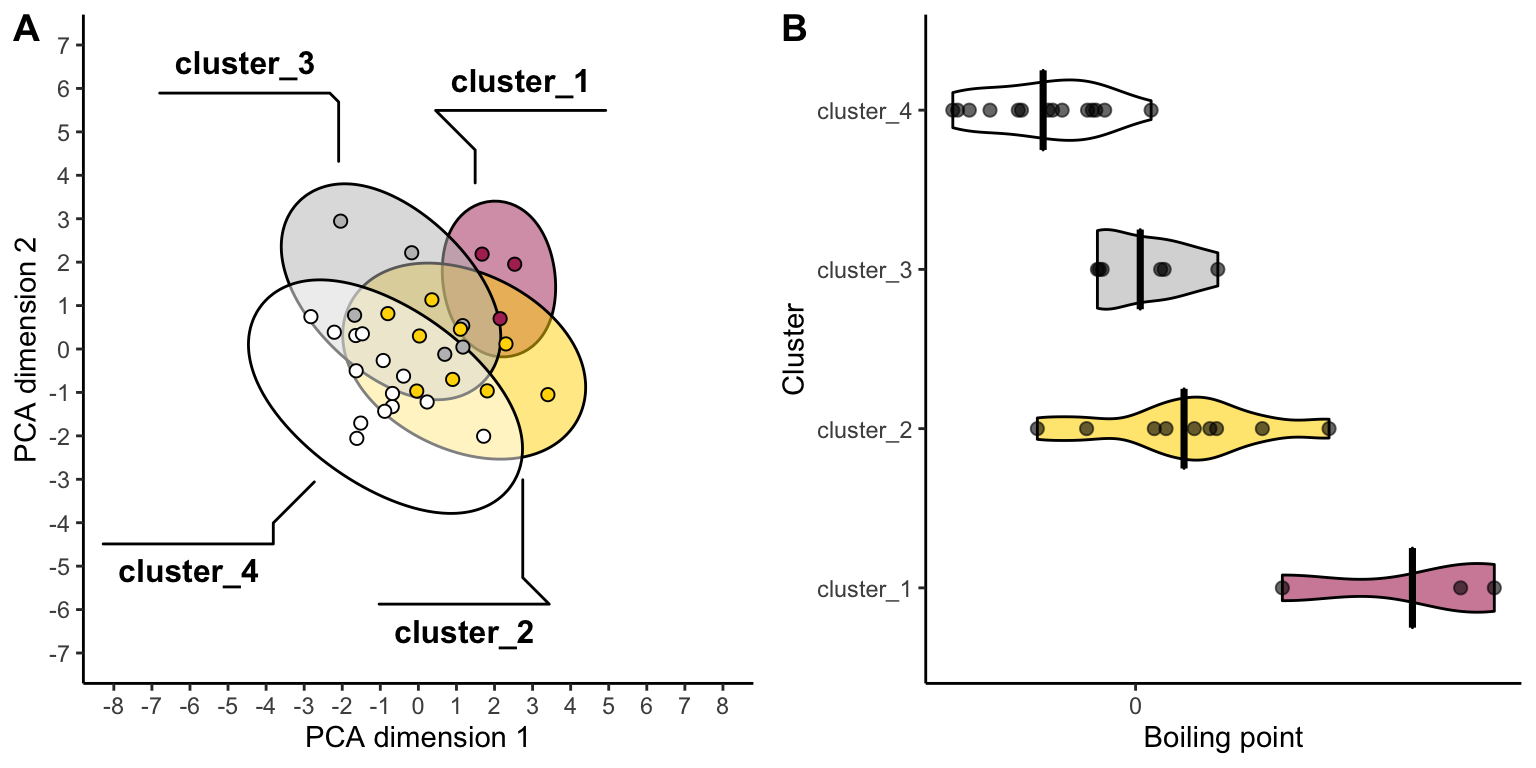 A
7
6
5
4
3
2
1
0
-1
-2
-3
-4
-5
-6
-7
PCA dimension 2
cluster_3
cluster_1
cluster_4
cluster_2
-8 -7 -6 -5 -4 -3 -2 -1 0 1 2 3 4 5 6 7 8
PCA dimension 1
B
Cluster
cluster_4
cluster_3
cluster_2
cluster_1
0
Boiling point